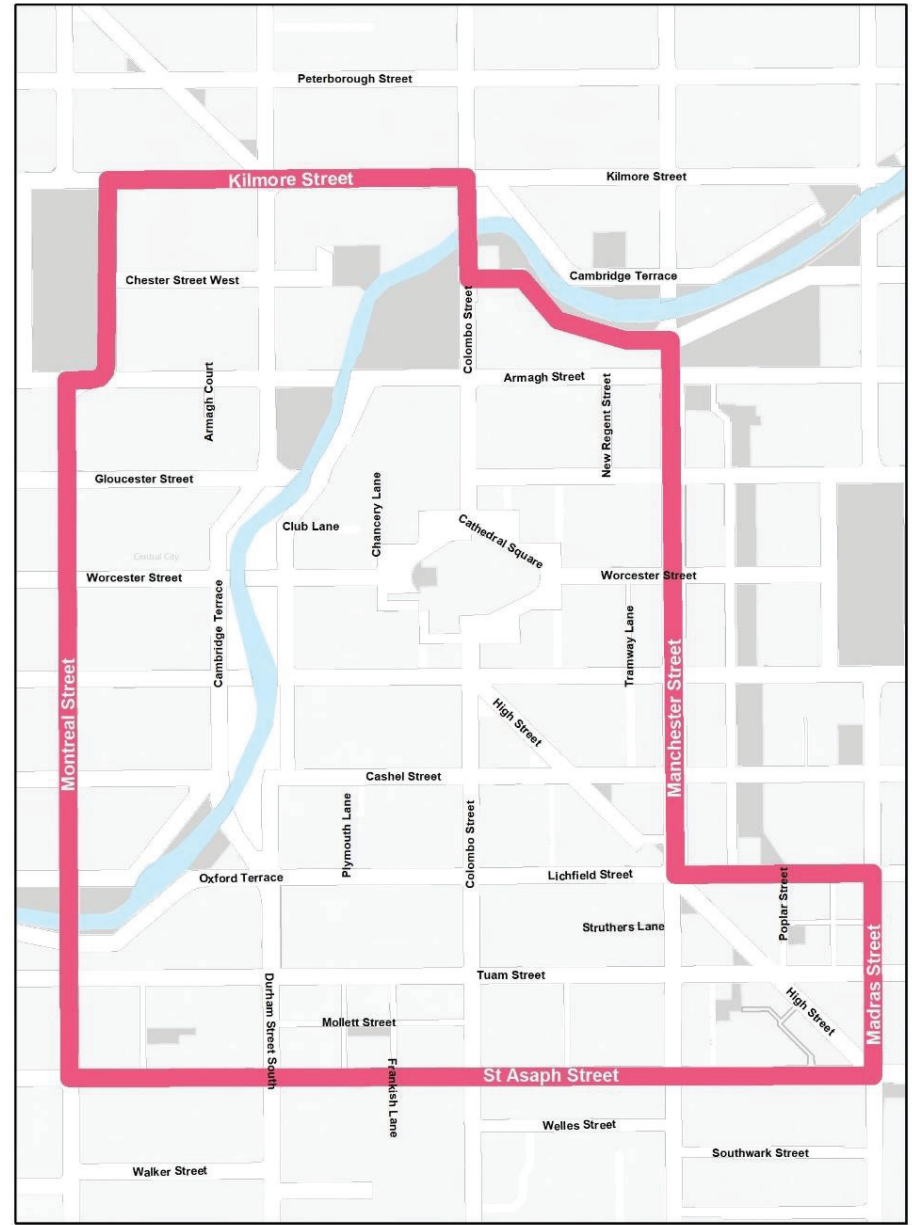 Peterborough Street
Kilmore Street
Kilmore Street
Chester Street West
Cambridge Terrace
Colombo Street
Armagh Court
Armagh Street
New Regent Street
Gloucester Street
Chancery Lane
Club Lane
Cathedral Square
Central City
Worcester Street
Worcester Street
Cambridge Terrace
Tramway Lane
Montreal Street
High Street
Manchester Street
Cashel Street
Plymouth Lane
Colombo Street
Oxford Terrace
Lichfield Street
Poplar Street
Struthers Lane
Madras Street
Tuam Street
Durham Street South
Mollett Street
High Street
Frankish Lane
St Asaph Street
Welles Street
Southwark Street
Walker Street